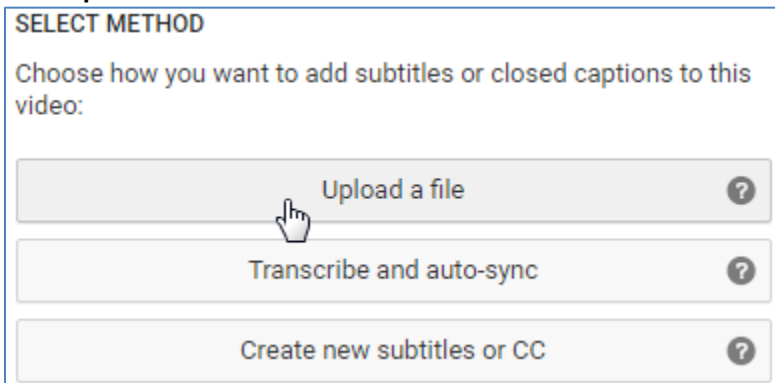 SELECT METHOD
Choose how you want to add subtitles or closed captions to this
video:
Upload a file ?
Transcribe and auto-sync ?
Create new subtitles or CC ?